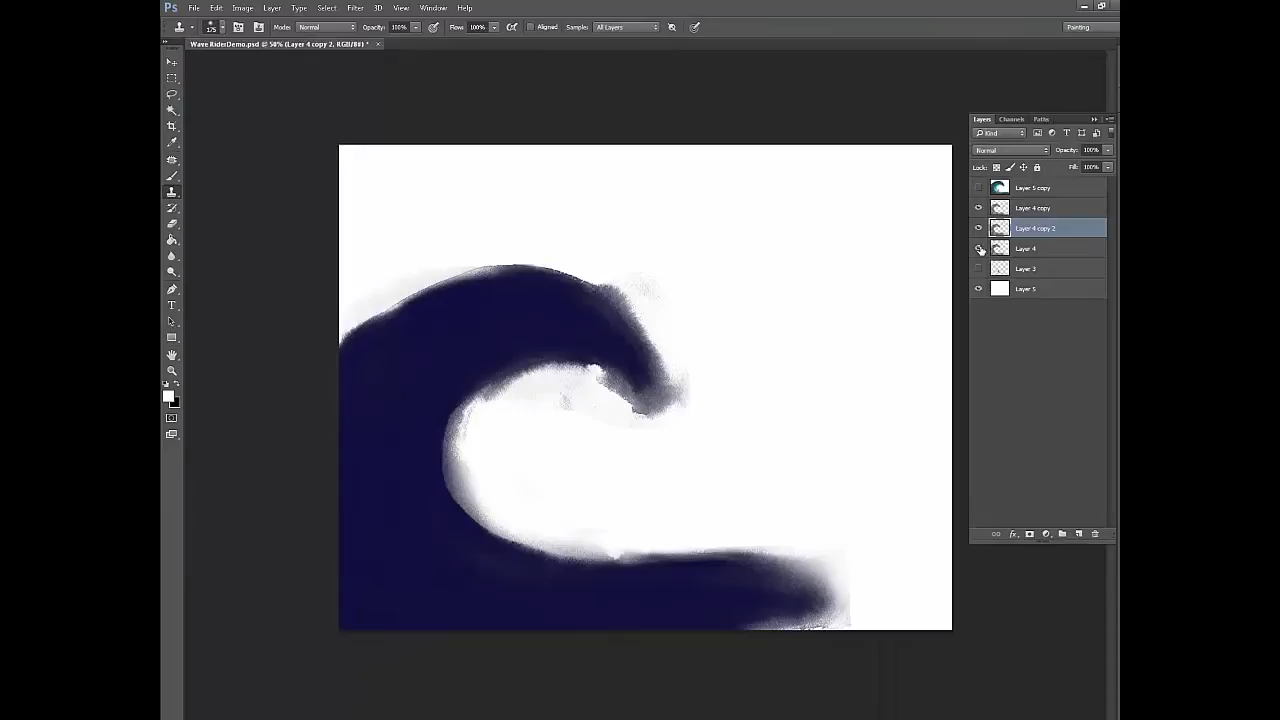 Ps File Edit Image Layer Type Select Filter 3D View Window Help
175 Mode: Normal Opacity: 100% Flow: 100% Aligned Sample: All Layers Painting
Wave RiderDemo.psd @ 50% (Layer 4 copy 2, RGB/8#) * ×
Layers Channels Paths
Kind
Normal Opacity: 100%
Lock: Fill: 100%
Layer 5 copy
Layer 4 copy
Layer 4 copy 2
Layer 4
Layer 3
Layer 5